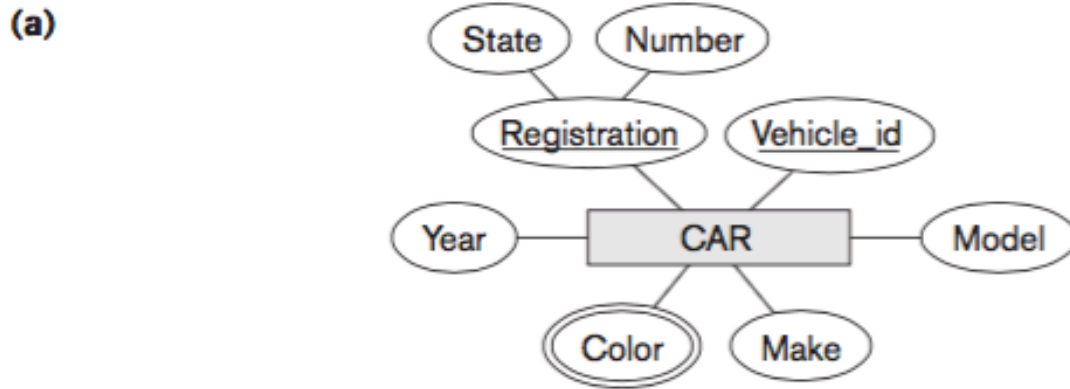 (a)
State Number
Registration Vehicle_id
Year CAR Model
Color Make